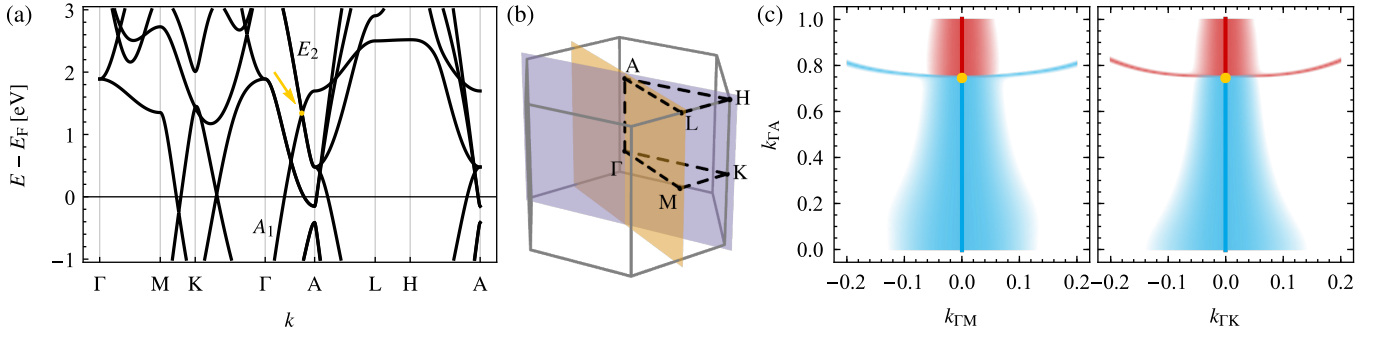 (a)
3
2
1
0
−1
E − E_F [eV]
E₂
A₁
Γ M K Γ A L H A
k
(b)
A
H
L
Γ
K
M
(c)
1.0
0.8
0.6
0.4
0.2
0.0
k_ΓA
−0.2 −0.1 0.0 0.1 0.2
k_ΓM
−0.2 −0.1 0.0 0.1 0.2
k_ΓK